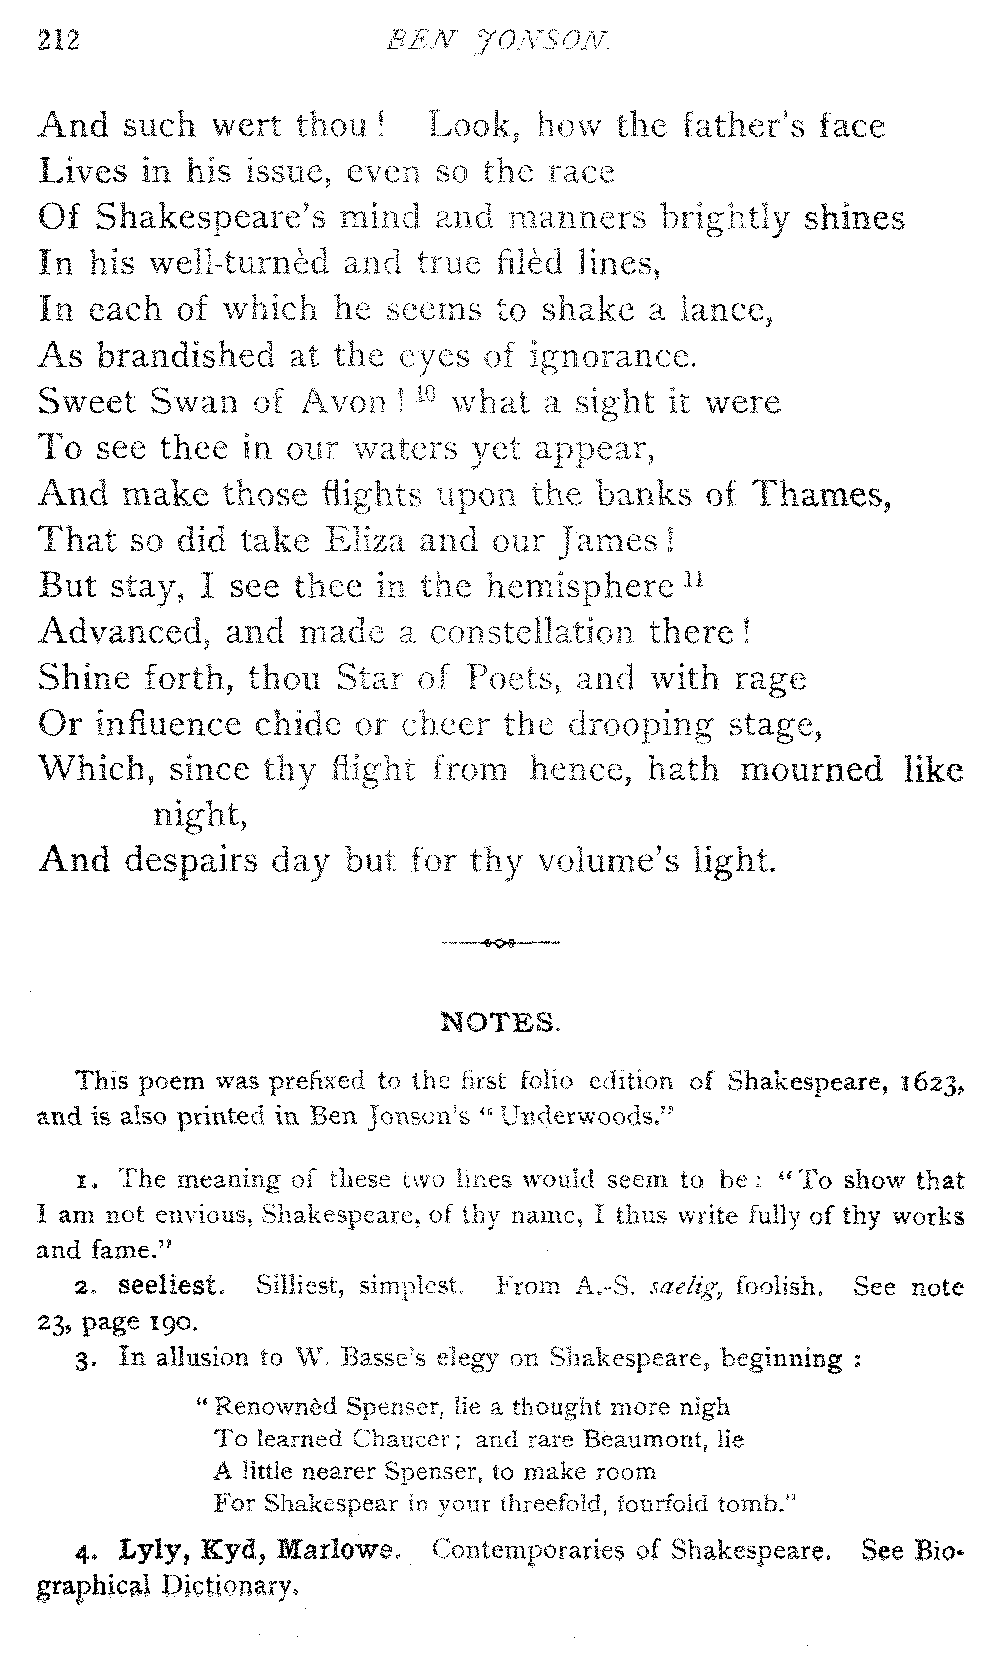 212 BEN JONSON.
And such wert thou! Look, how the father's face
Lives in his issue, even so the race
Of Shakespeare's mind and manners brightly shines
In his well-turnèd and true filèd lines,
In each of which he seems to shake a lance,
As brandished at the eyes of ignorance.
Sweet Swan of Avon!¹⁰ what a sight it were
To see thee in our waters yet appear,
And make those flights upon the banks of Thames,
That so did take Eliza and our James!
But stay, I see thee in the hemisphere¹¹
Advanced, and made a constellation there!
Shine forth, thou Star of Poets, and with rage
Or influence chide or cheer the drooping stage,
Which, since thy flight from hence, hath mourned like
night,
And despairs day but for thy volume's light.
NOTES.
This poem was prefixed to the first folio edition of Shakespeare, 1623,
and is also printed in Ben Jonson's "Underwoods."
1. The meaning of these two lines would seem to be: "To show that
I am not envious, Shakespeare, of thy name, I thus write fully of thy works
and fame."
2. seeliest. Silliest, simplest. From A.-S. saelig, foolish. See note
23, page 190.
3. In allusion to W. Basse's elegy on Shakespeare, beginning:
"Renownèd Spenser, lie a thought more nigh
To learned Chaucer; and rare Beaumont, lie
A little nearer Spenser, to make room
For Shakespear in your threefold, fourfold tomb."
4. Lyly, Kyd, Marlowe. Contemporaries of Shakespeare. See Bio-
graphical Dictionary.